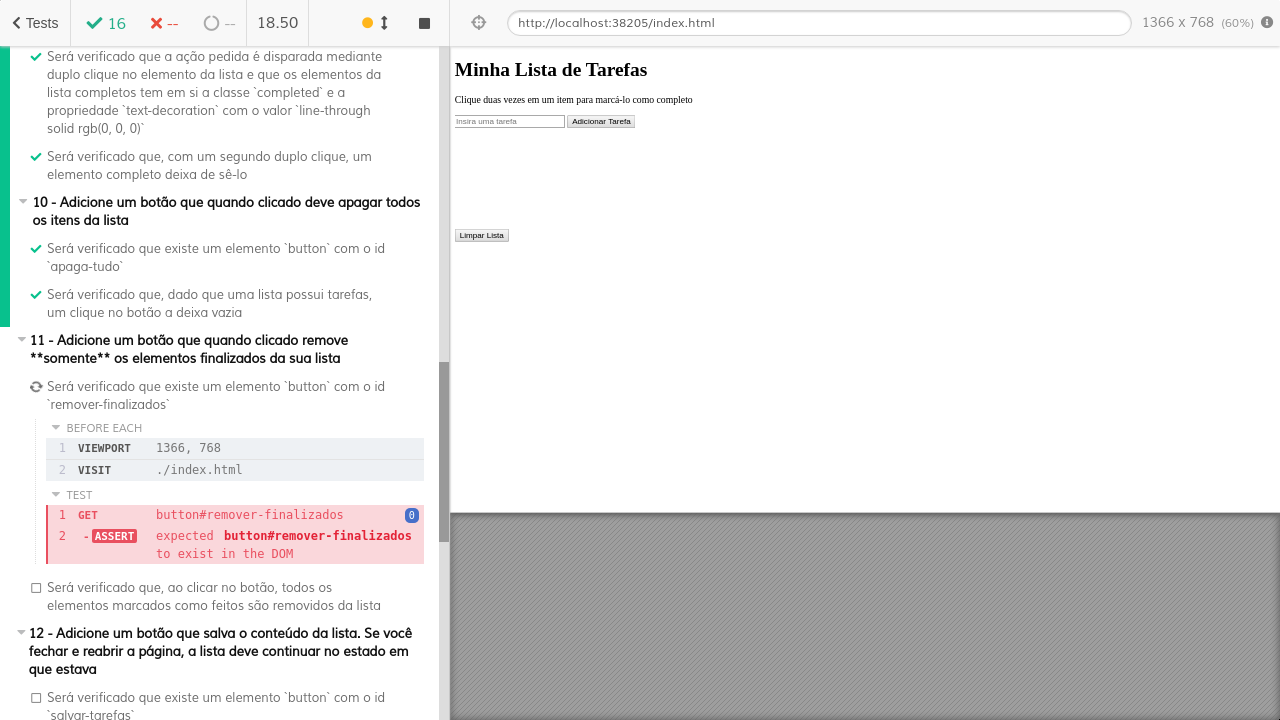 Tests
16
--
--
18.50
http://localhost:38205/index.html
1366 x 768 (60%)
Será verificado que a ação pedida é disparada mediante
duplo clique no elemento da lista e que os elementos da
lista completos tem em si a classe `completed` e a
propriedade `text-decoration` com o valor `line-through
solid rgb(0, 0, 0)`
Será verificado que, com um segundo duplo clique, um
elemento completo deixa de sê-lo
10 - Adicione um botão que quando clicado deve apagar todos
os itens da lista
Será verificado que existe um elemento `button` com o id
`apaga-tudo`
Será verificado que, dado que uma lista possui tarefas,
um clique no botão a deixa vazia
11 - Adicione um botão que quando clicado remove
**somente** os elementos finalizados da sua lista
Será verificado que existe um elemento `button` com o id
`remover-finalizados`
BEFORE EACH
1 VIEWPORT 1366, 768
2 VISIT ./index.html
TEST
1 GET button#remover-finalizados 0
2 -ASSERT expected button#remover-finalizados
to exist in the DOM
Será verificado que, ao clicar no botão, todos os
elementos marcados como feitos são removidos da lista
12 - Adicione um botão que salva o conteúdo da lista. Se você
fechar e reabrir a página, a lista deve continuar no estado em
que estava
Será verificado que existe um elemento `button` com o id
`salvar-tarefas`
Minha Lista de Tarefas
Clique duas vezes em um item para marcá-lo como completo
Insira uma tarefa
Adicionar Tarefa
Limpar Lista